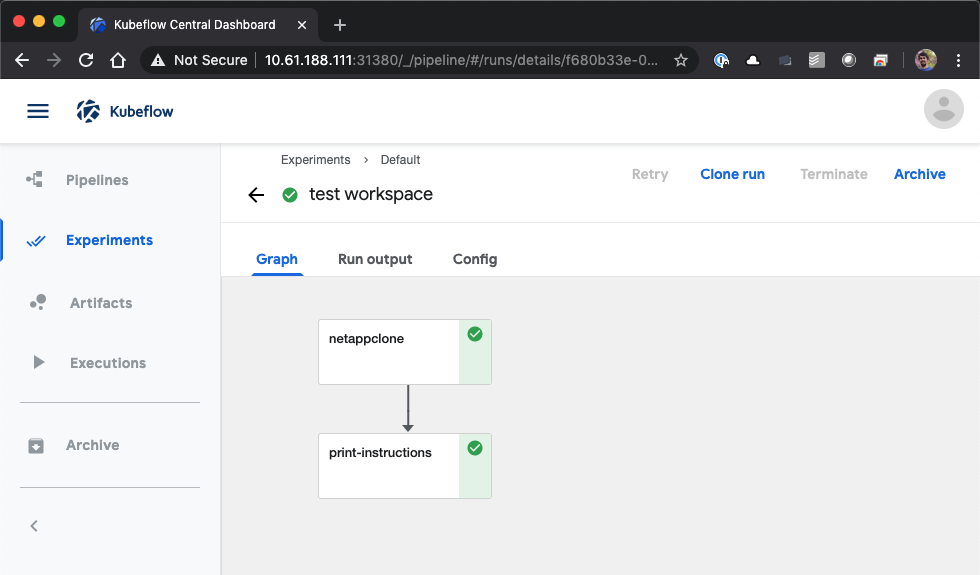 Kubeflow Central Dashboard
Not Secure 10.61.188.111:31380/_/pipeline/#/runs/details/f680b33e-0...
Kubeflow
Pipelines
Experiments
Artifacts
Executions
Archive
Experiments > Default
test workspace
Retry Clone run Terminate Archive
Graph Run output Config
netappclone
print-instructions